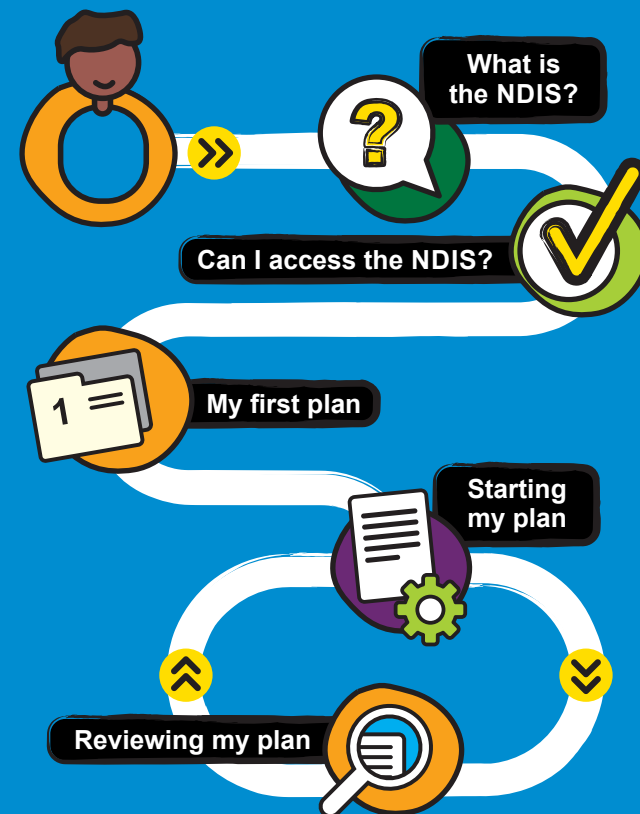 What is
the NDIS?
?
Can I access the NDIS?
1
My first plan
Starting
my plan
Reviewing my plan